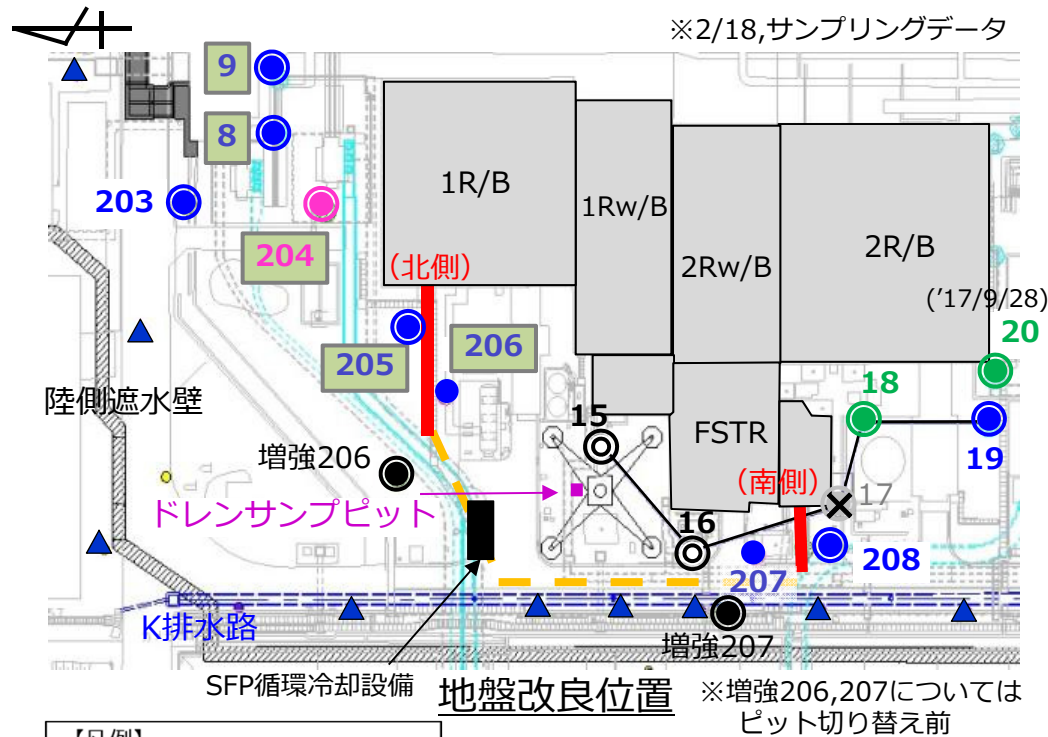 ※2/18,サンプリングデータ
9
8
203
204
1R/B
1Rw/B
2Rw/B
2R/B
(北側)
('17/9/28)
20
205
206
18
陸側遮水壁
15
FSTR
19
増強206
(南側)
17
ドレンサンプピット
16
208
207
K排水路
増強207
SFP循環冷却設備
地盤改良位置
※増強206,207については
ピット切り替え前